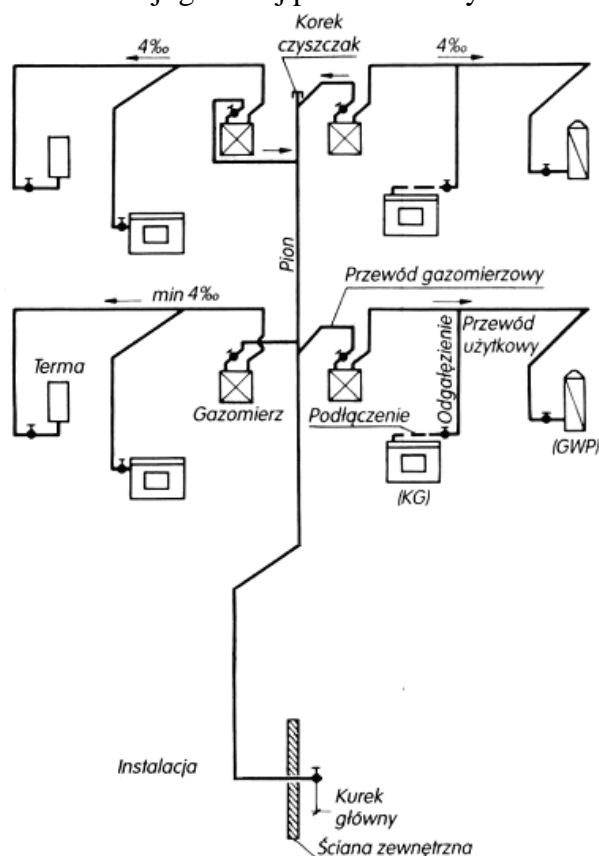 Korek
czyszczak
4‰
4‰
Pion
Przewód gazomierzowy
min 4‰
Terma
Gazomierz
Podłączenie
Odgałęzienie
Przewód
użytkowy
(GWP)
(KG)
Instalacja
Kurek
główny
Ściana zewnętrzna